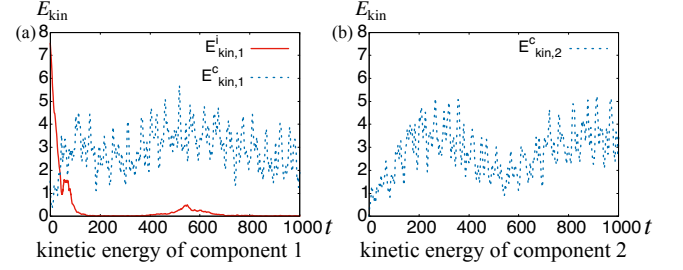 E_kin
(a)
8
7
6
5
4
3
2
1
0
E^i_kin,1
E^c_kin,1
0 200 400 600 800 1000 t
kinetic energy of component 1
E_kin
(b)
8
7
6
5
4
3
2
1
0
E^c_kin,2
0 200 400 600 800 1000 t
kinetic energy of component 2